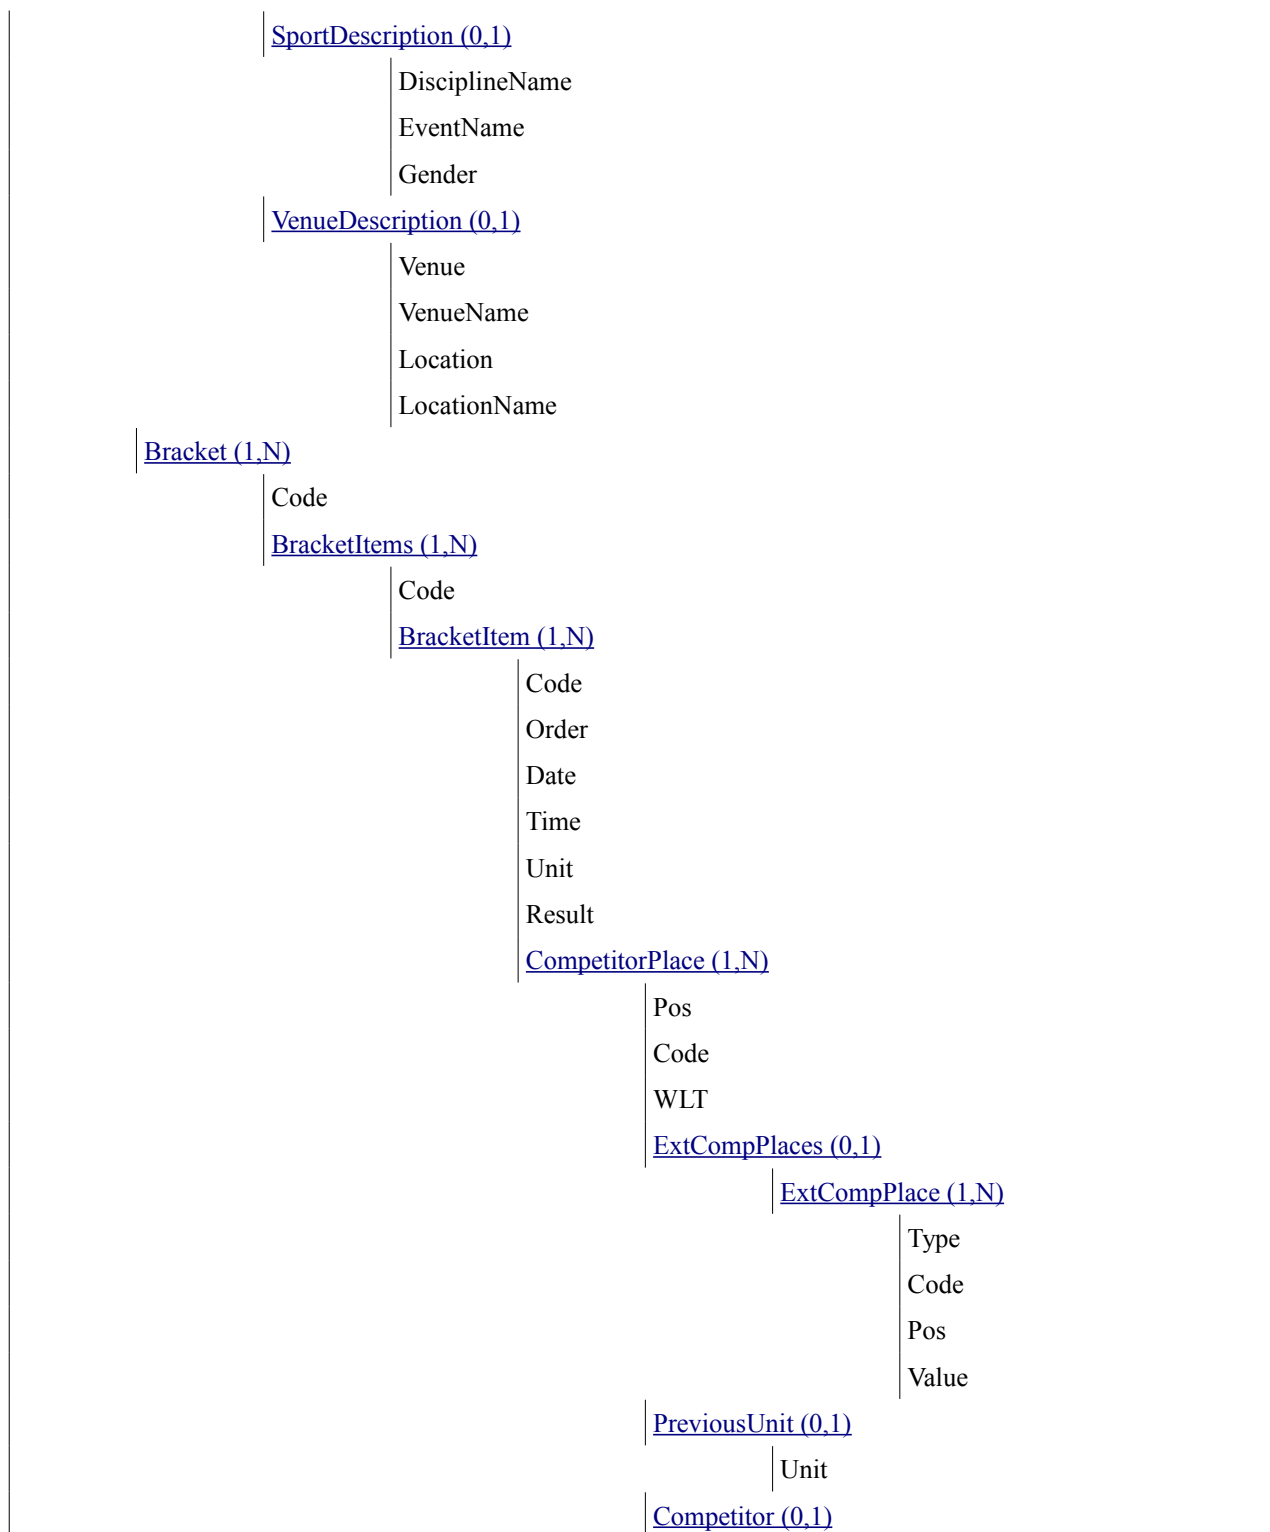 SportDescription (0,1)
DisciplineName
EventName
Gender
VenueDescription (0,1)
Venue
VenueName
Location
LocationName
Bracket (1,N)
Code
BracketItems (1,N)
Code
BracketItem (1,N)
Code
Order
Date
Time
Unit
Result
CompetitorPlace (1,N)
Pos
Code
WLT
ExtCompPlaces (0,1)
ExtCompPlace (1,N)
Type
Code
Pos
Value
PreviousUnit (0,1)
Unit
Competitor (0,1)